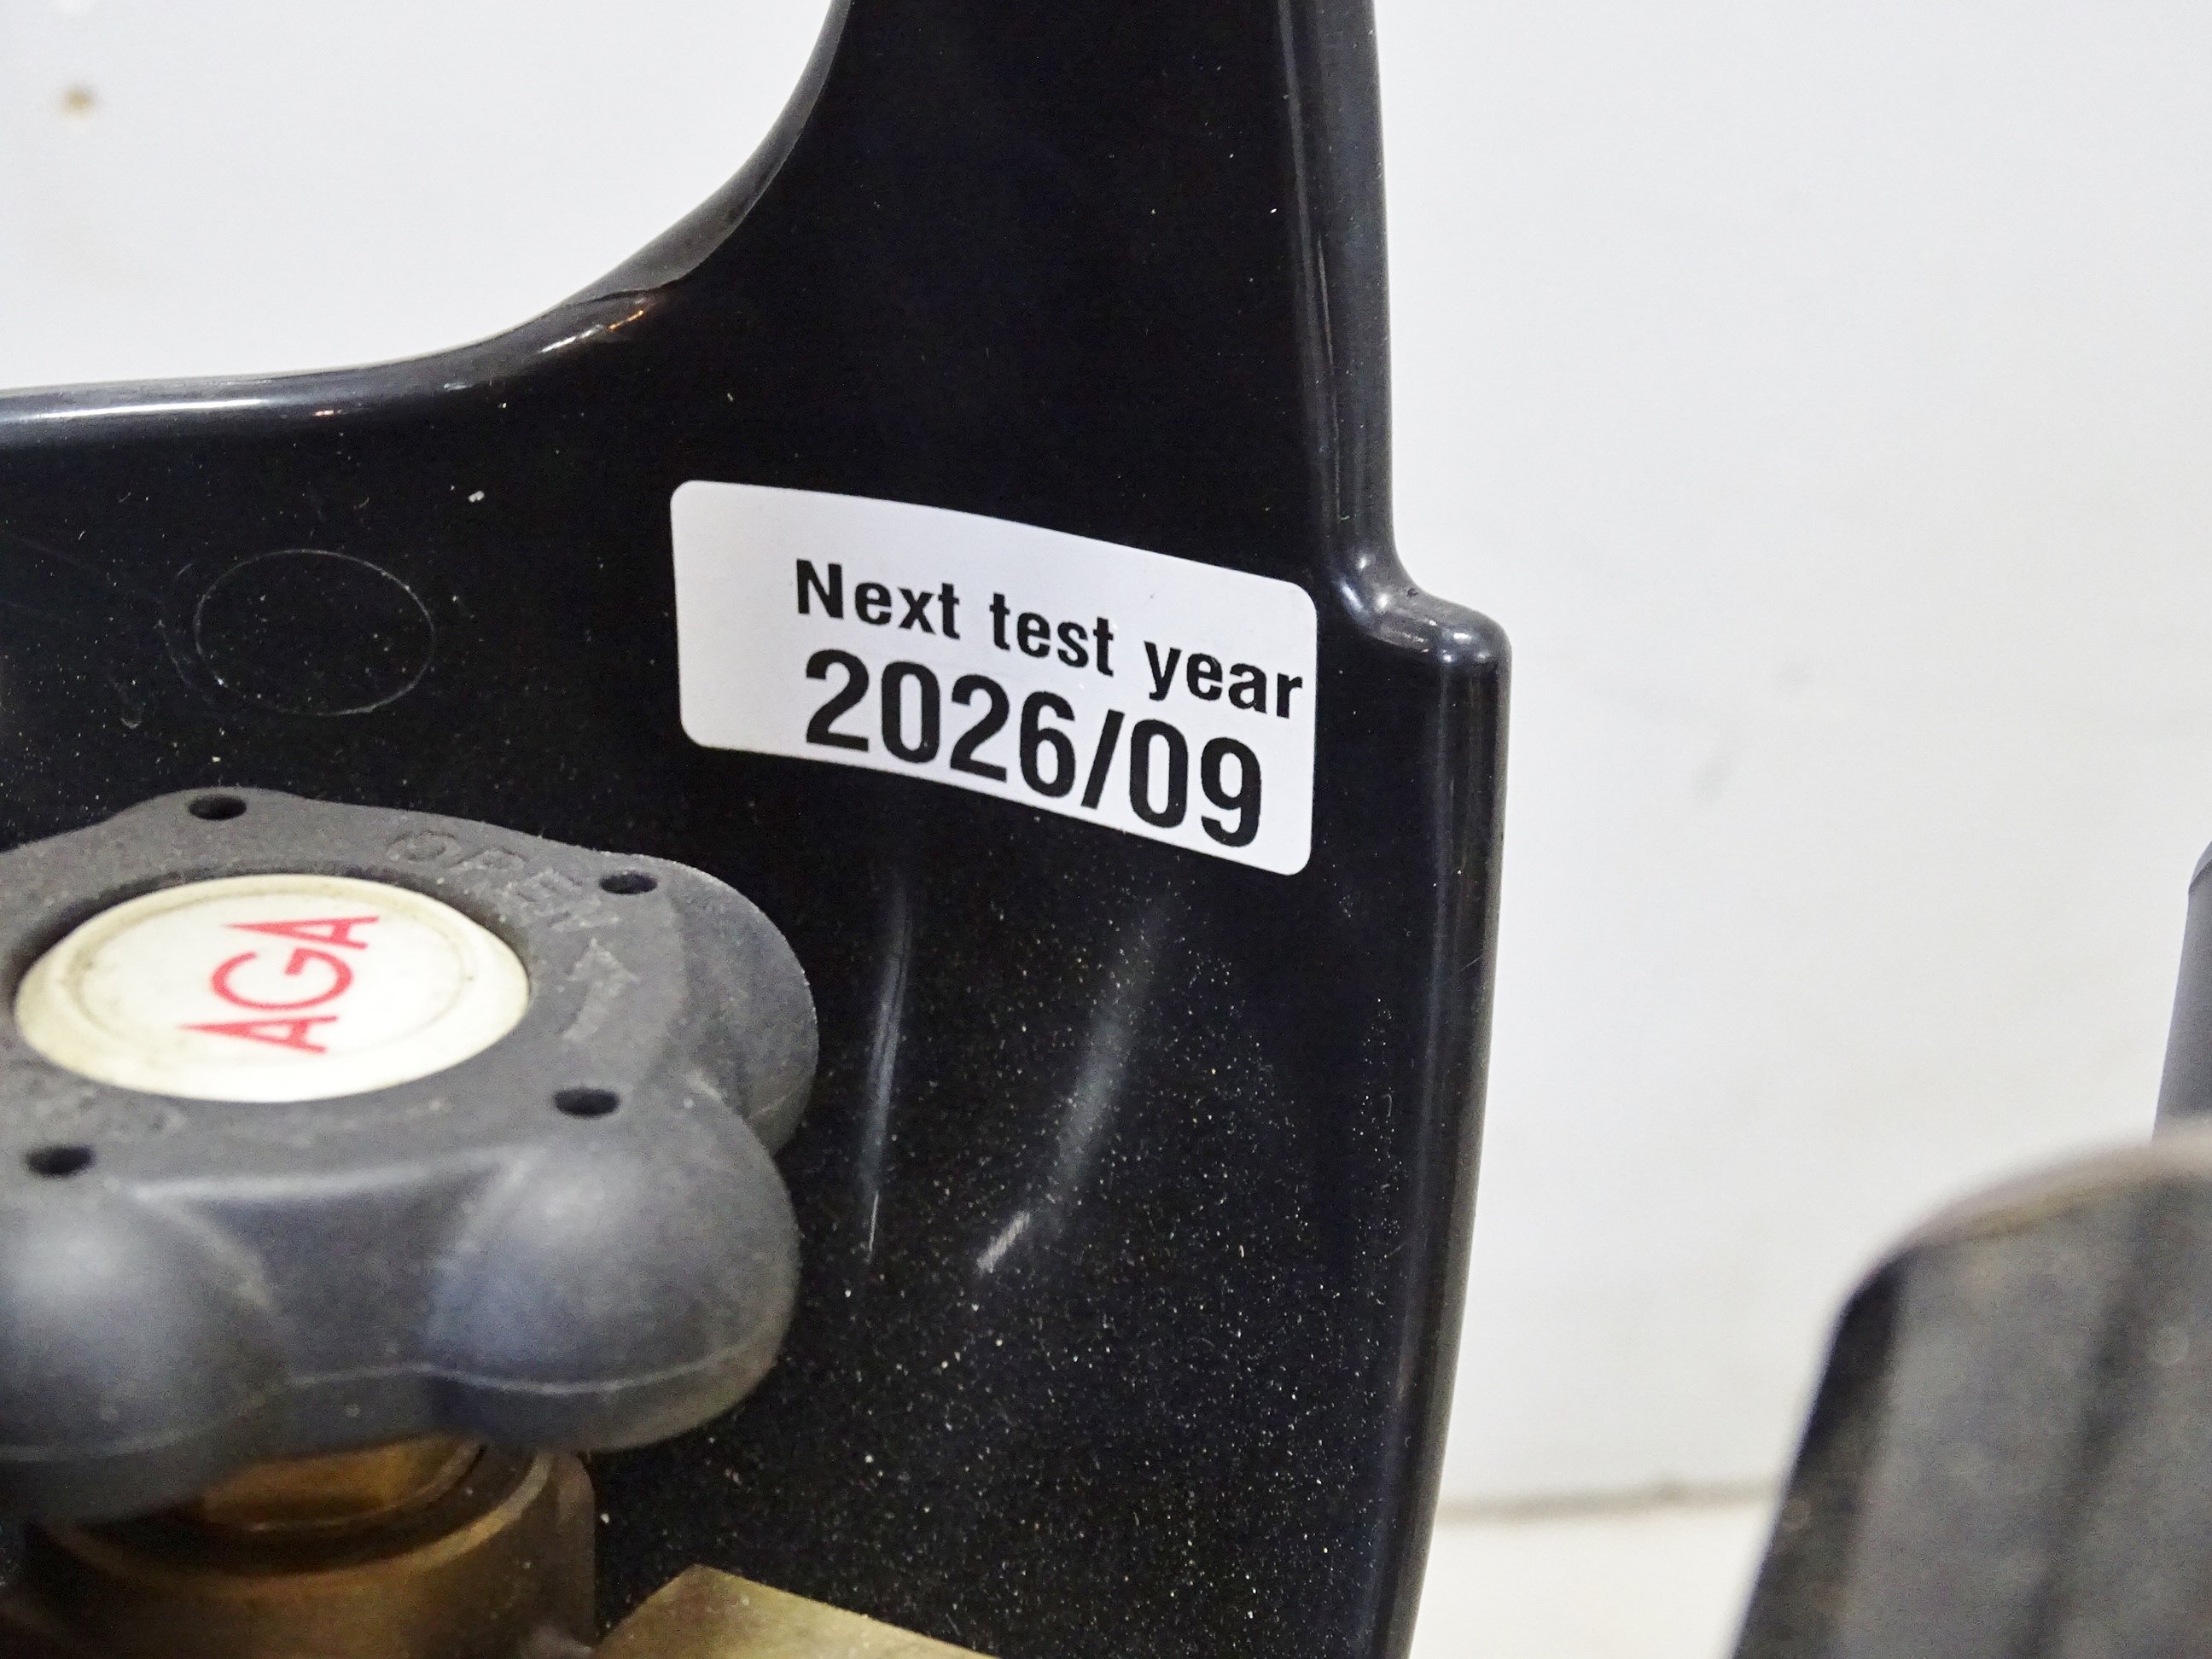 Next test year
2026/09
OPEN
AGA